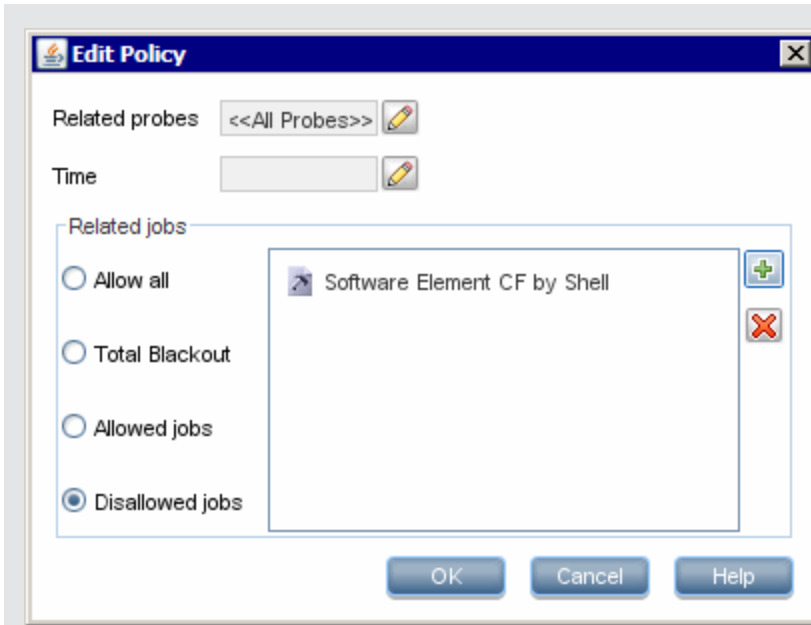 Edit Policy
Related probes <<All Probes>>
Time
Related jobs
Allow all
Software Element CF by Shell
Total Blackout
Allowed jobs
Disallowed jobs
OK Cancel Help